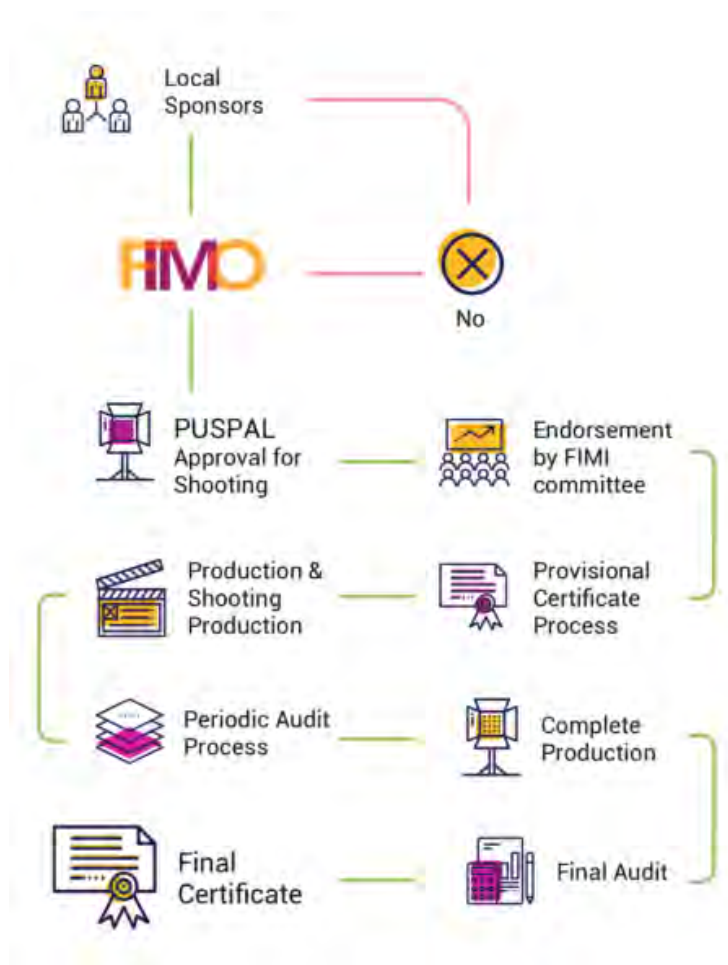 Local
Sponsors
FIMO
No
PUSPAL
Approval for
Shooting
Endorsement
by FIMI
committee
Production &
Shooting
Production
Provisional
Certificate
Process
Periodic Audit
Process
Complete
Production
Final
Certificate
Final Audit